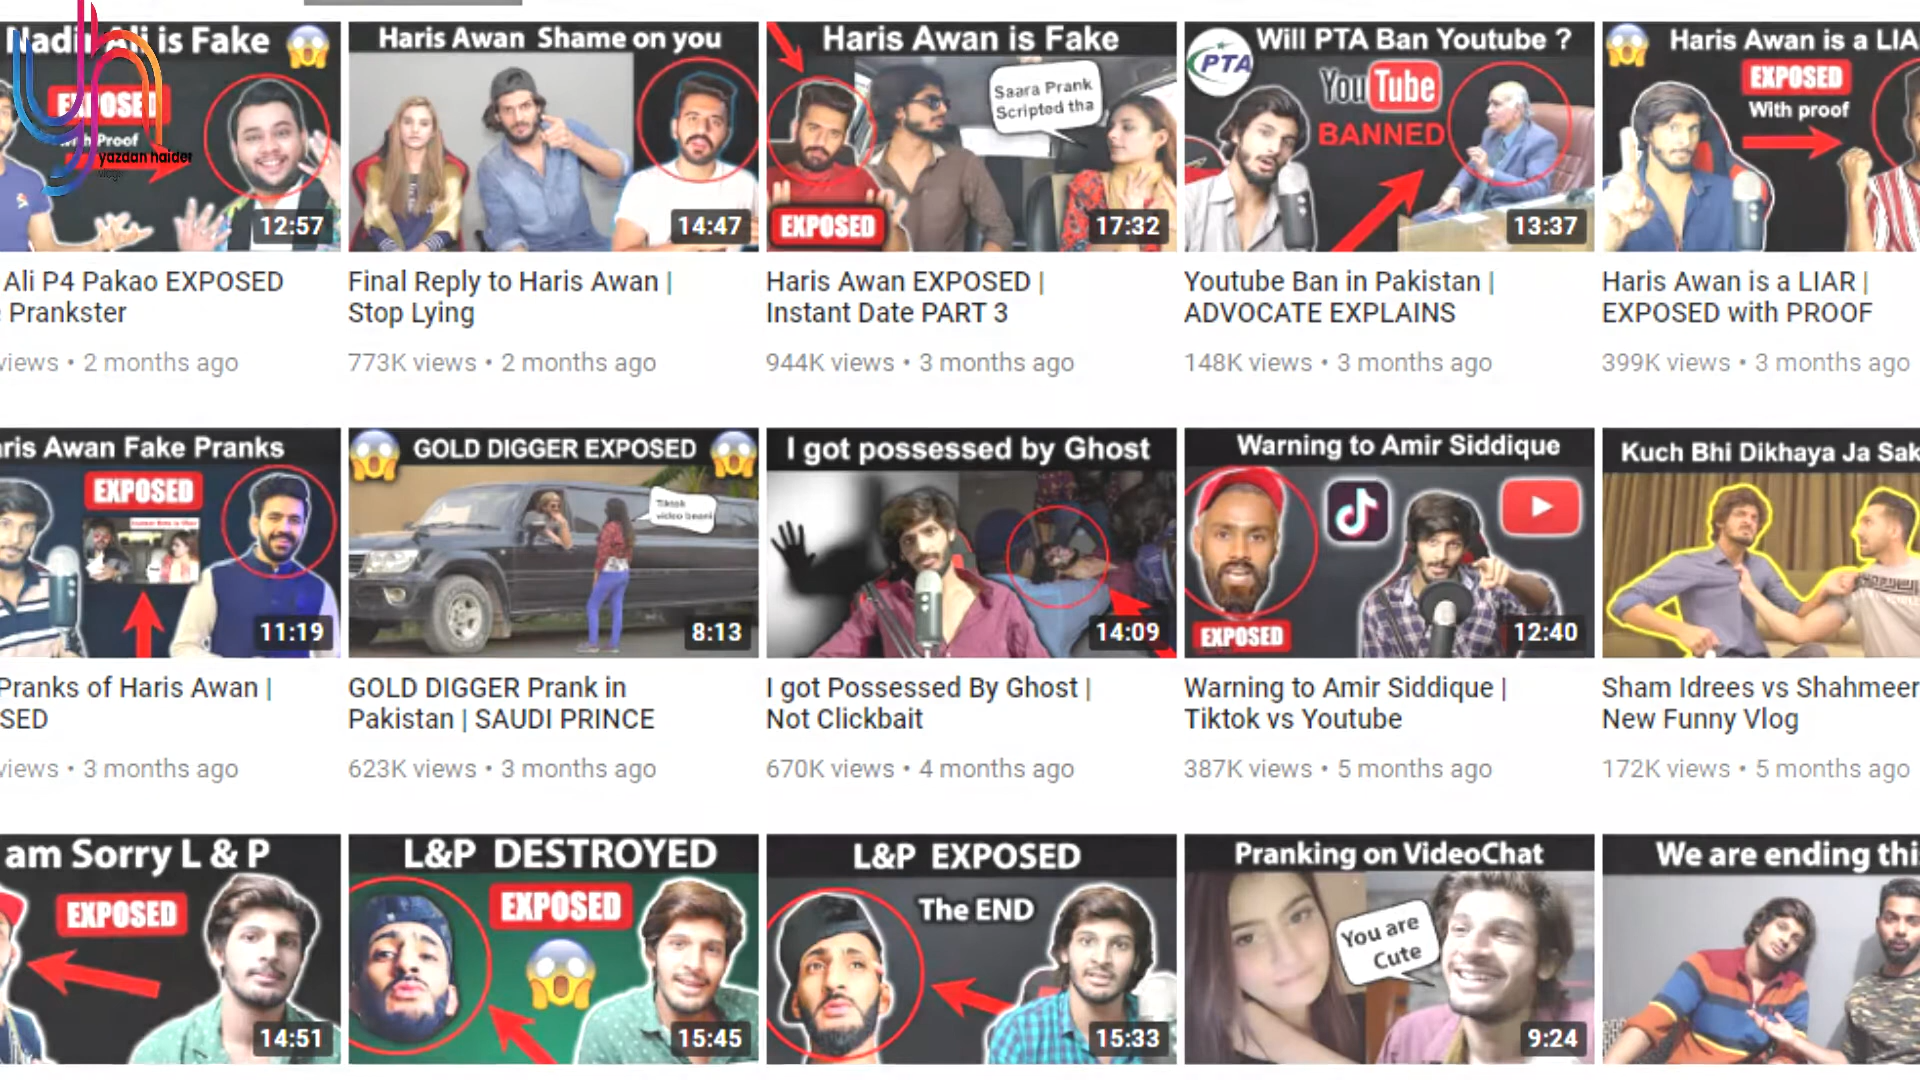 Nadir Ali is Fake
EXPOSED
With Proof
yazdan haider
vlogs
12:57
Haris Awan Shame on you
14:47
Haris Awan is Fake
Saara Prank
Scripted tha
EXPOSED
17:32
Will PTA Ban Youtube ?
PTA
YouTube
BANNED
13:37
Haris Awan is a LIA
EXPOSED
With proof
Ali P4 Pakao EXPOSED
Prankster
views • 2 months ago
Final Reply to Haris Awan |
Stop Lying
773K views • 2 months ago
Haris Awan EXPOSED |
Instant Date PART 3
944K views • 3 months ago
Youtube Ban in Pakistan |
ADVOCATE EXPLAINS
148K views • 3 months ago
Haris Awan is a LIAR |
EXPOSED with PROOF
399K views • 3 months ago
aris Awan Fake Pranks
EXPOSED
11:19
GOLD DIGGER EXPOSED
Tiktok
video beani
8:13
I got possessed by Ghost
14:09
Warning to Amir Siddique
EXPOSED
12:40
Kuch Bhi Dikhaya Ja Sak
Pranks of Haris Awan |
SED
views • 3 months ago
GOLD DIGGER Prank in
Pakistan | SAUDI PRINCE
623K views • 3 months ago
I got Possessed By Ghost |
Not Clickbait
670K views • 4 months ago
Warning to Amir Siddique |
Tiktok vs Youtube
387K views • 5 months ago
Sham Idrees vs Shahmeer
New Funny Vlog
172K views • 5 months ago
am Sorry L & P
EXPOSED
14:51
L&P DESTROYED
EXPOSED
15:45
L&P EXPOSED
The END
15:33
Pranking on VideoChat
You are
Cute
9:24
We are ending thi